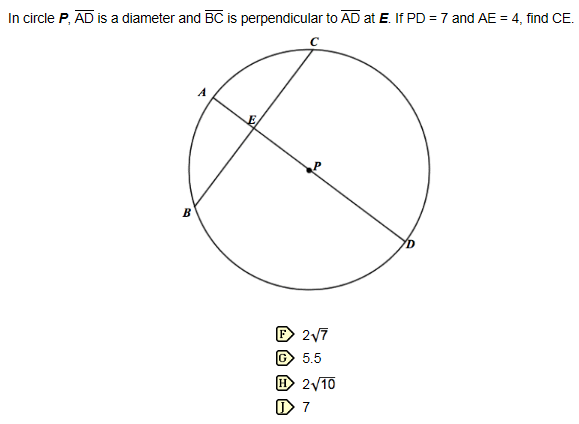 In circle P, AD is a diameter and BC is perpendicular to AD at E. If PD = 7 and AE = 4, find CE.
C
A
E
P
B
D
F 2√7
G 5.5
H 2√10
J 7